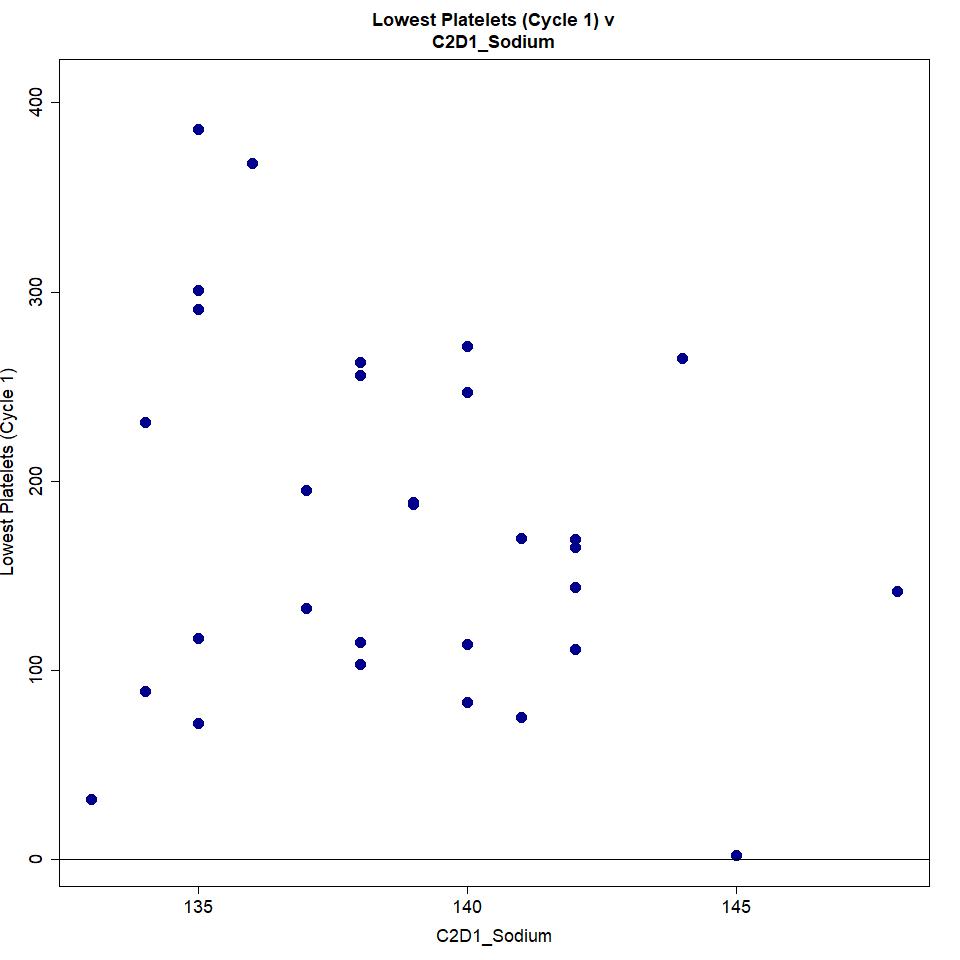 Lowest Platelets (Cycle 1) v
C2D1_Sodium
400
300
200
100
0
Lowest Platelets (Cycle 1)
135
140
145
C2D1_Sodium